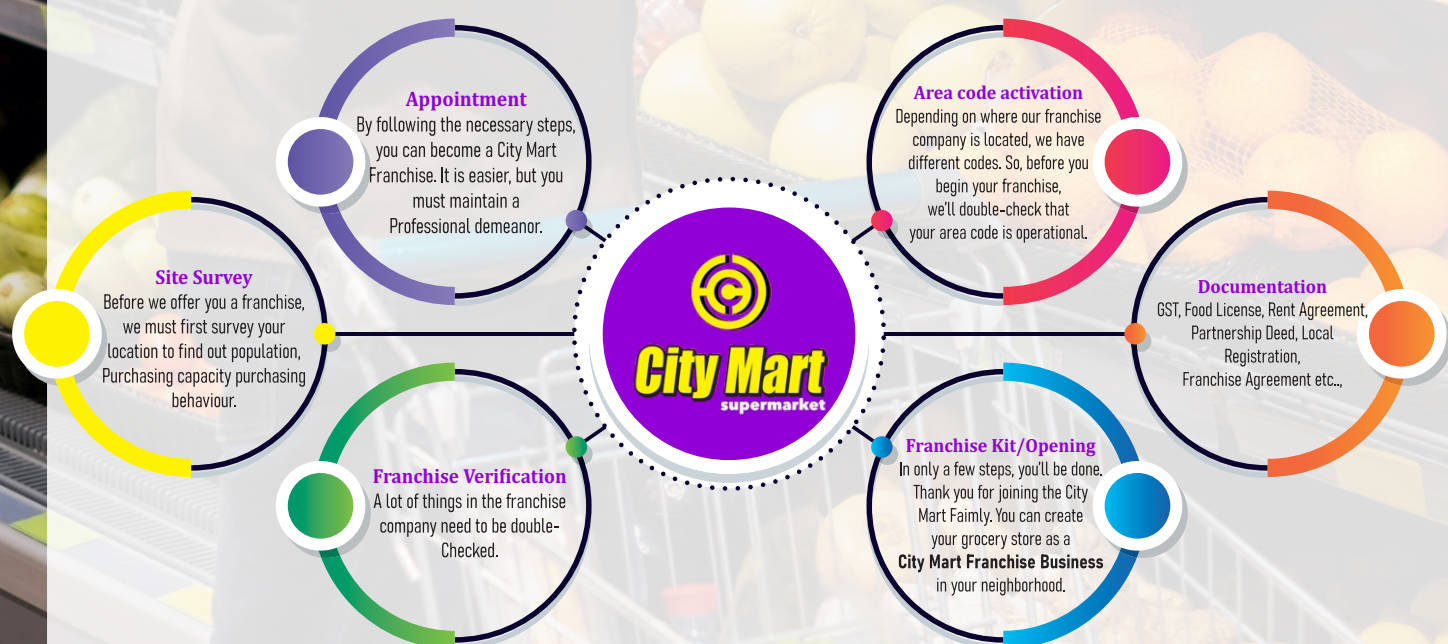 Appointment
By following the necessary steps,
you can become a City Mart
Franchise. It is easier, but you
must maintain a
Professional demeanor.
Site Survey
Before we offer you a franchise,
we must first survey your
location to find out population,
Purchasing capacity purchasing
behaviour.
Franchise Verification
A lot of things in the franchise
company need to be double-
Checked.
City Mart
supermarket
Area code activation
Depending on where our franchise
company is located, we have
different codes. So, before you
begin your franchise,
we'll double-check that
your area code is operational.
Documentation
GST, Food License, Rent Agreement,
Partnership Deed, Local
Registration,
Franchise Agreement etc..,
Franchise Kit/Opening
In only a few steps, you'll be done.
Thank you for joining the City
Mart Faimly. You can create
your grocery store as a
City Mart Franchise Business
in your neighborhood.